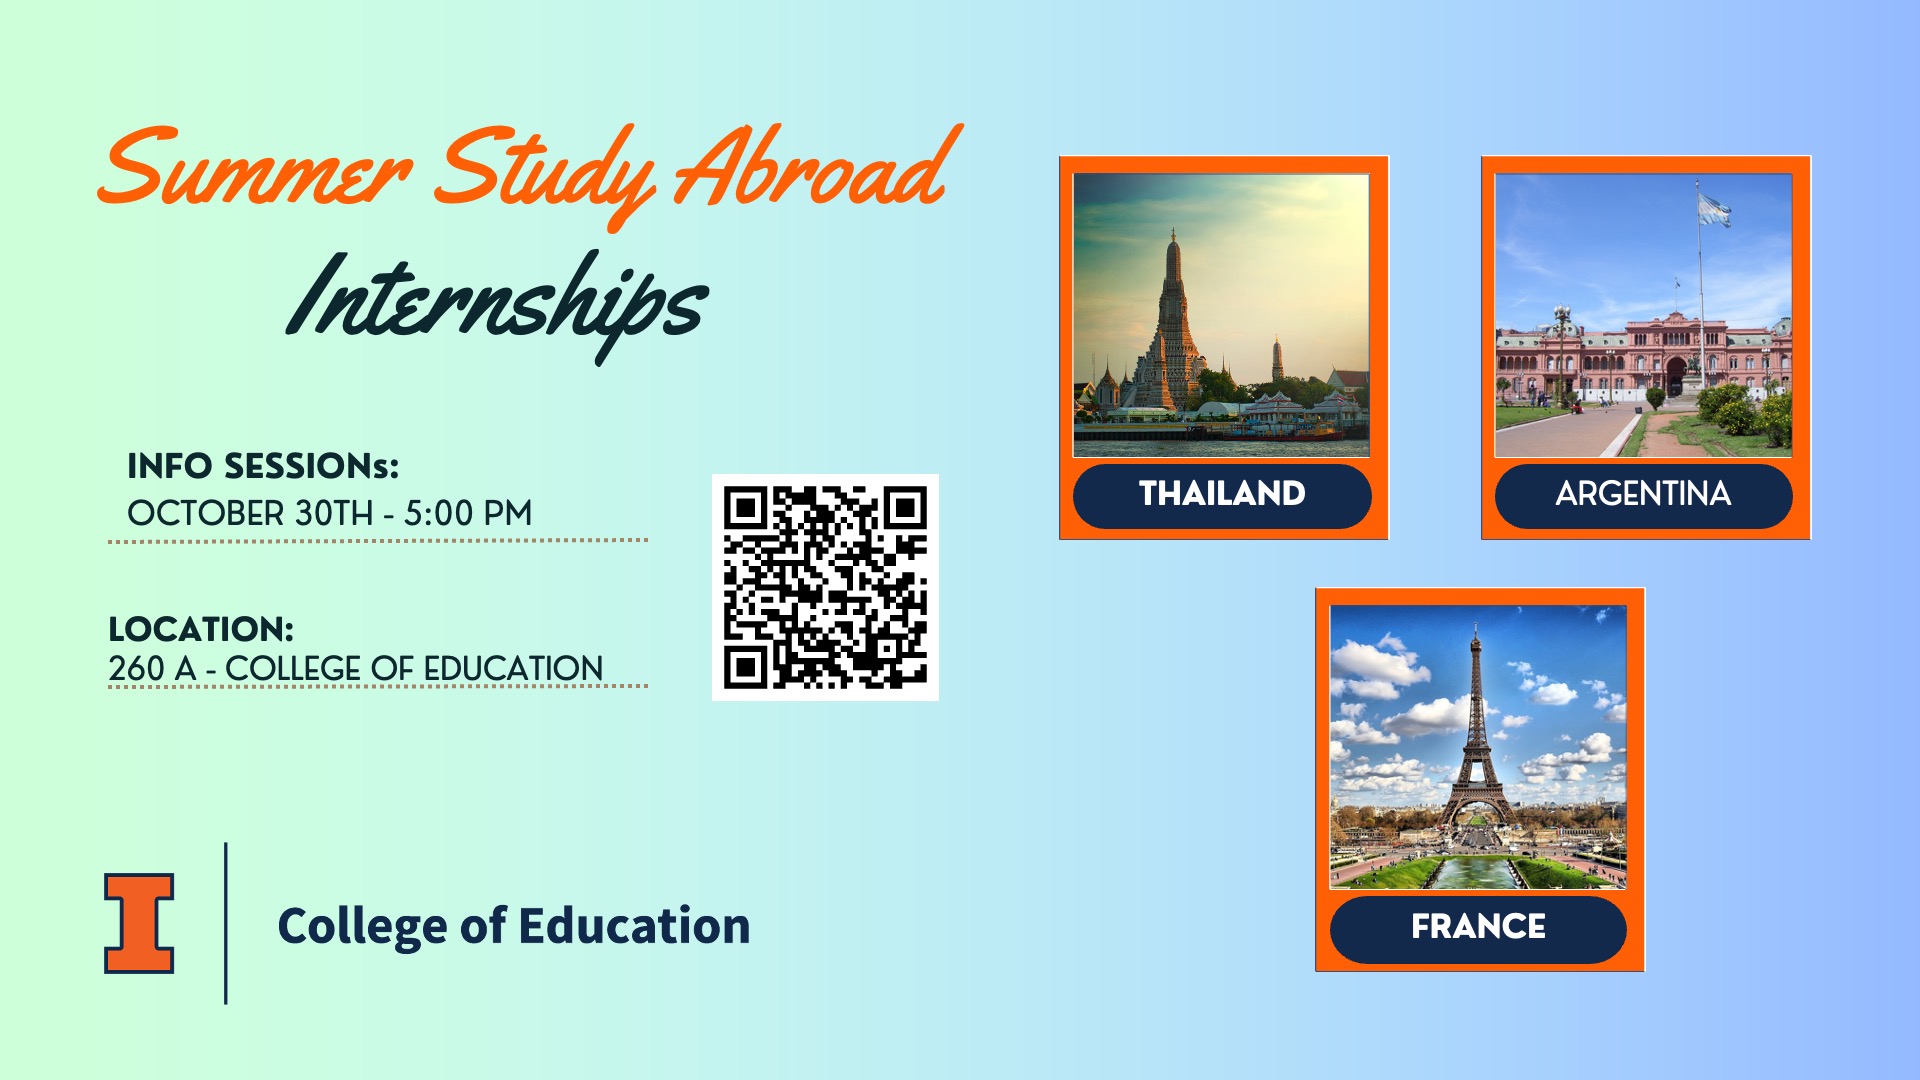 Summer Study Abroad
Internships
INFO SESSIONs:
OCTOBER 30TH - 5:00 PM
LOCATION:
260 A - COLLEGE OF EDUCATION
I
College of Education
THAILAND
ARGENTINA
FRANCE